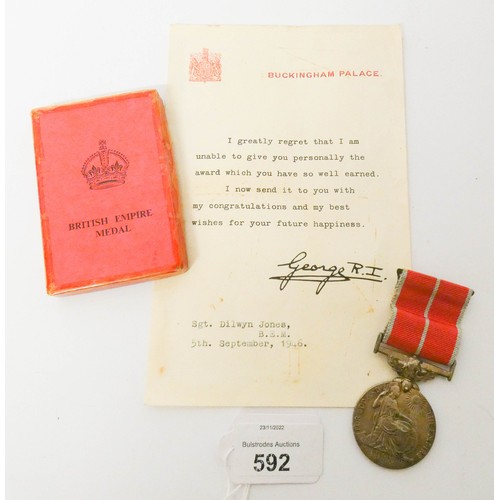 BUCKINGHAM PALACE.
I greatly regret that I am
unable to give you personally the
award which you have so well earned.
I now send it to you with
my congratulations and my best
wishes for your future happiness.
George R.I.
Sgt. Dilwyn Jones,
B.E.M.
5th. September, 1946.
BRITISH EMPIRE
MEDAL
23/11/2022
Bulstrodes Auctions
592